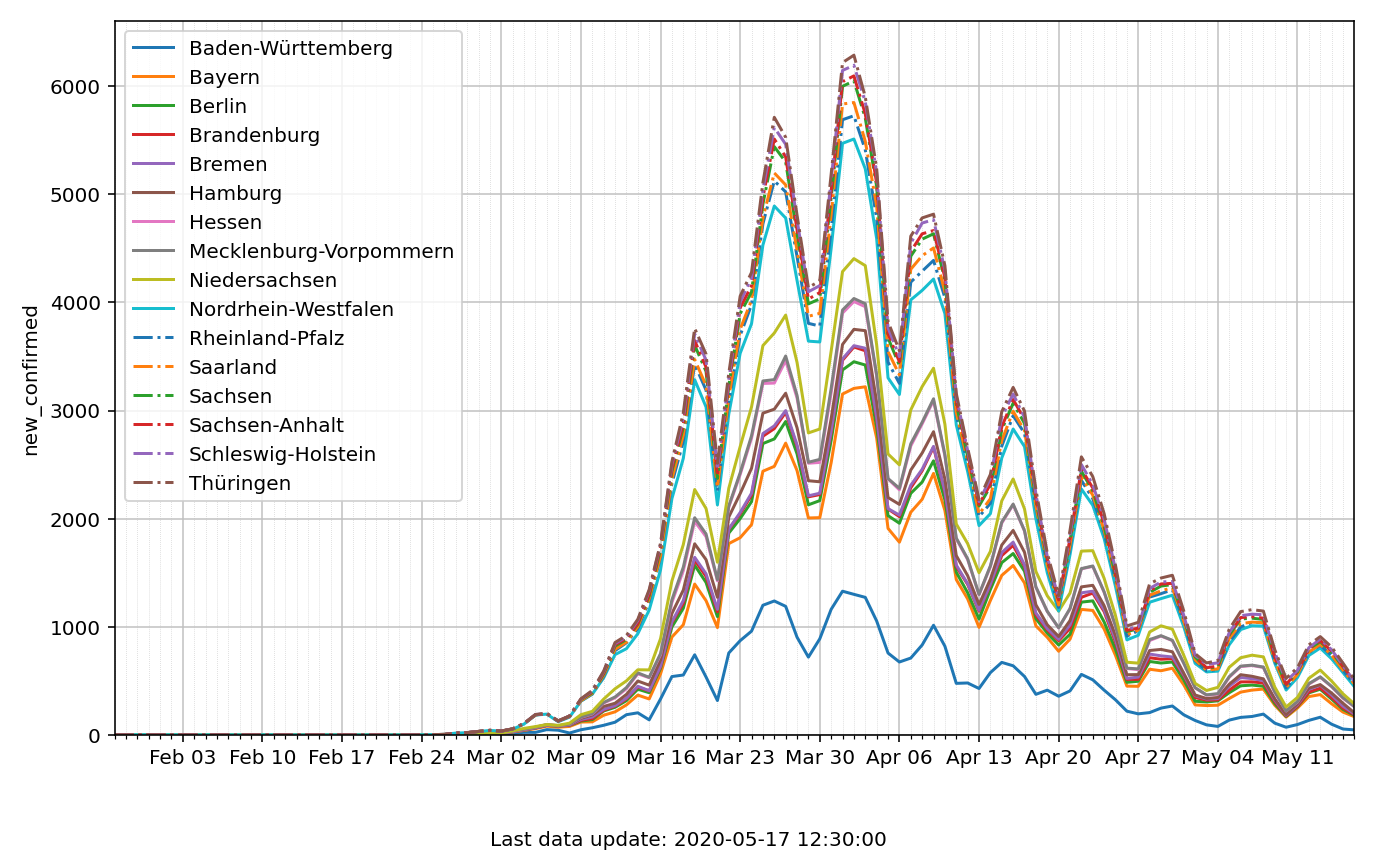 new_confirmed
6000
5000
4000
3000
2000
1000
0
Baden-Württemberg
Bayern
Berlin
Brandenburg
Bremen
Hamburg
Hessen
Mecklenburg-Vorpommern
Niedersachsen
Nordrhein-Westfalen
Rheinland-Pfalz
Saarland
Sachsen
Sachsen-Anhalt
Schleswig-Holstein
Thüringen
Feb 03 Feb 10 Feb 17 Feb 24 Mar 02 Mar 09 Mar 16 Mar 23 Mar 30 Apr 06 Apr 13 Apr 20 Apr 27 May 04 May 11
Last data update: 2020-05-17 12:30:00